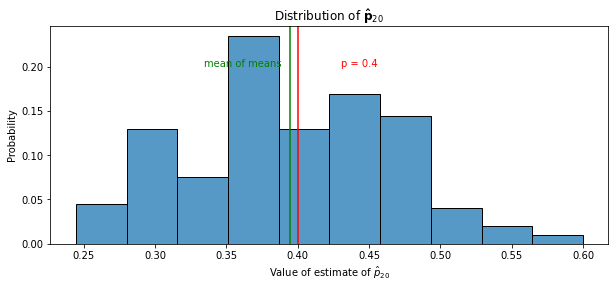 Distribution of p̂₂₀
Probability
0.20
0.15
0.10
0.05
0.00
mean of means
p = 0.4
0.25 0.30 0.35 0.40 0.45 0.50 0.55 0.60
Value of estimate of p̂₂₀